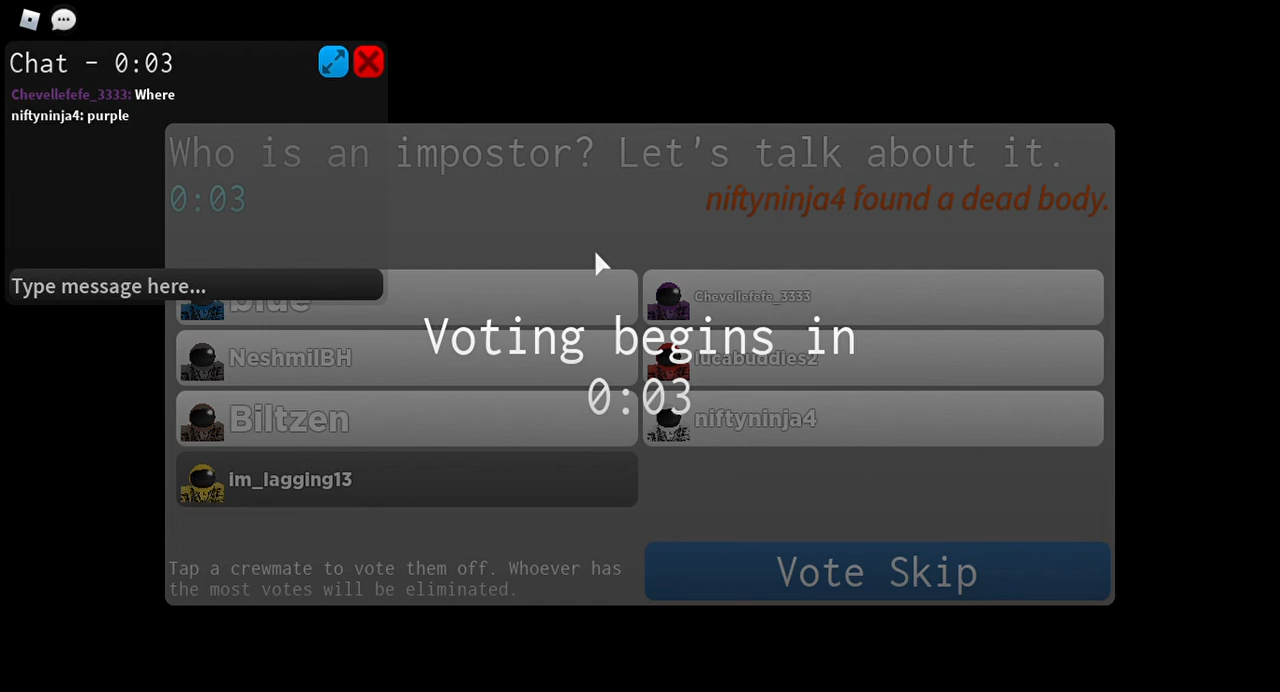 Chat - 0:03
Chevellefefe_3333: Where
niftyninja4: purple
Type message here...
Who is an impostor? Let's talk about it.
0:03
niftyninja4 found a dead body.
blue
Chevellefefe_3333
NeshmilBH
lucabuddies2
Biltzen
niftyninja4
im_lagging13
Voting begins in
0:03
Tap a crewmate to vote them off. Whoever has
the most votes will be eliminated.
Vote Skip